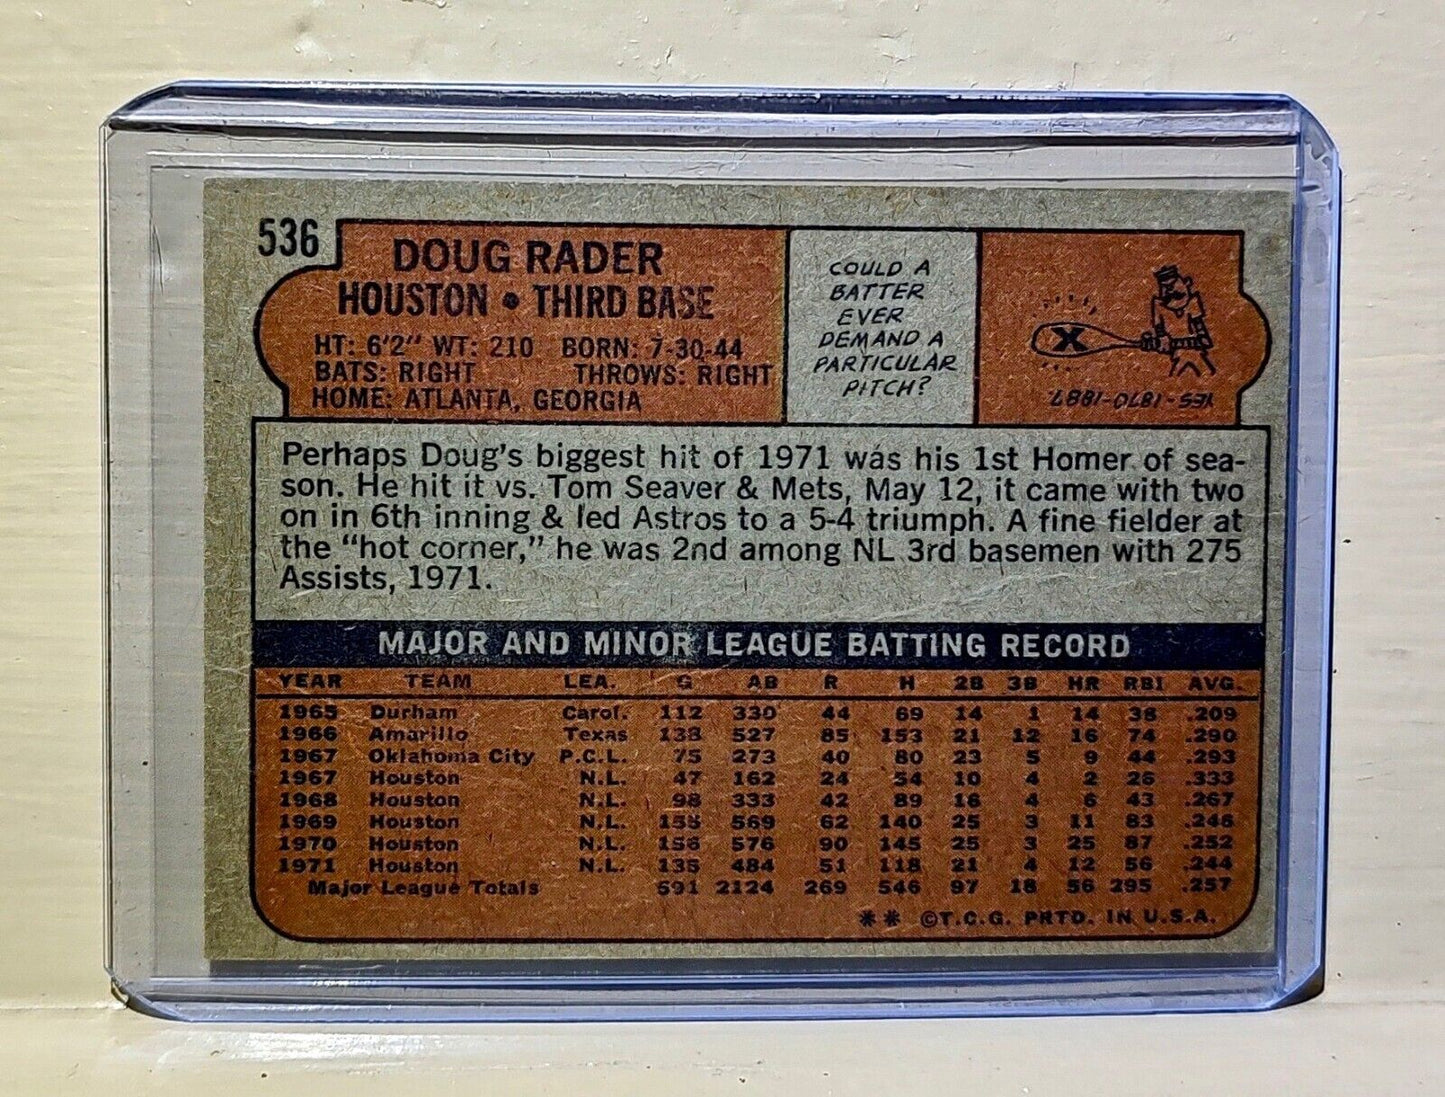 536
DOUG RADER
HOUSTON • THIRD BASE
HT: 6'2" WT: 210 BORN: 7-30-44
BATS: RIGHT THROWS: RIGHT
HOME: ATLANTA, GEORGIA
COULD A
BATTER
EVER
DEMAND A
PARTICULAR
PITCH?
X
YES-1870-1887
Perhaps Doug's biggest hit of 1971 was his 1st Homer of sea-
son. He hit it vs. Tom Seaver & Mets, May 12, it came with two
on in 6th inning & led Astros to a 5-4 triumph. A fine fielder at
the "hot corner," he was 2nd among NL 3rd basemen with 275
Assists, 1971.
MAJOR AND MINOR LEAGUE BATTING RECORD
YEAR TEAM LEA. G AB R H 2B 3B HR RBI AVG.
1965 Durham Carol. 112 330 44 69 14 1 14 38 .209
1966 Amarillo Texas 138 527 85 153 21 12 16 74 .290
1967 Oklahoma City P.C.L. 75 273 40 80 23 5 9 44 .293
1967 Houston N.L. 47 162 24 54 10 4 2 26 .333
1968 Houston N.L. 98 333 42 89 16 4 6 43 .267
1969 Houston N.L. 155 569 62 140 25 3 11 83 .246
1970 Houston N.L. 156 576 90 145 25 3 25 87 .252
1971 Houston N.L. 135 484 51 118 21 4 12 56 .244
Major League Totals 591 2124 269 546 97 18 56 295 .257
** ©T.C.G. PRTD. IN U.S.A.